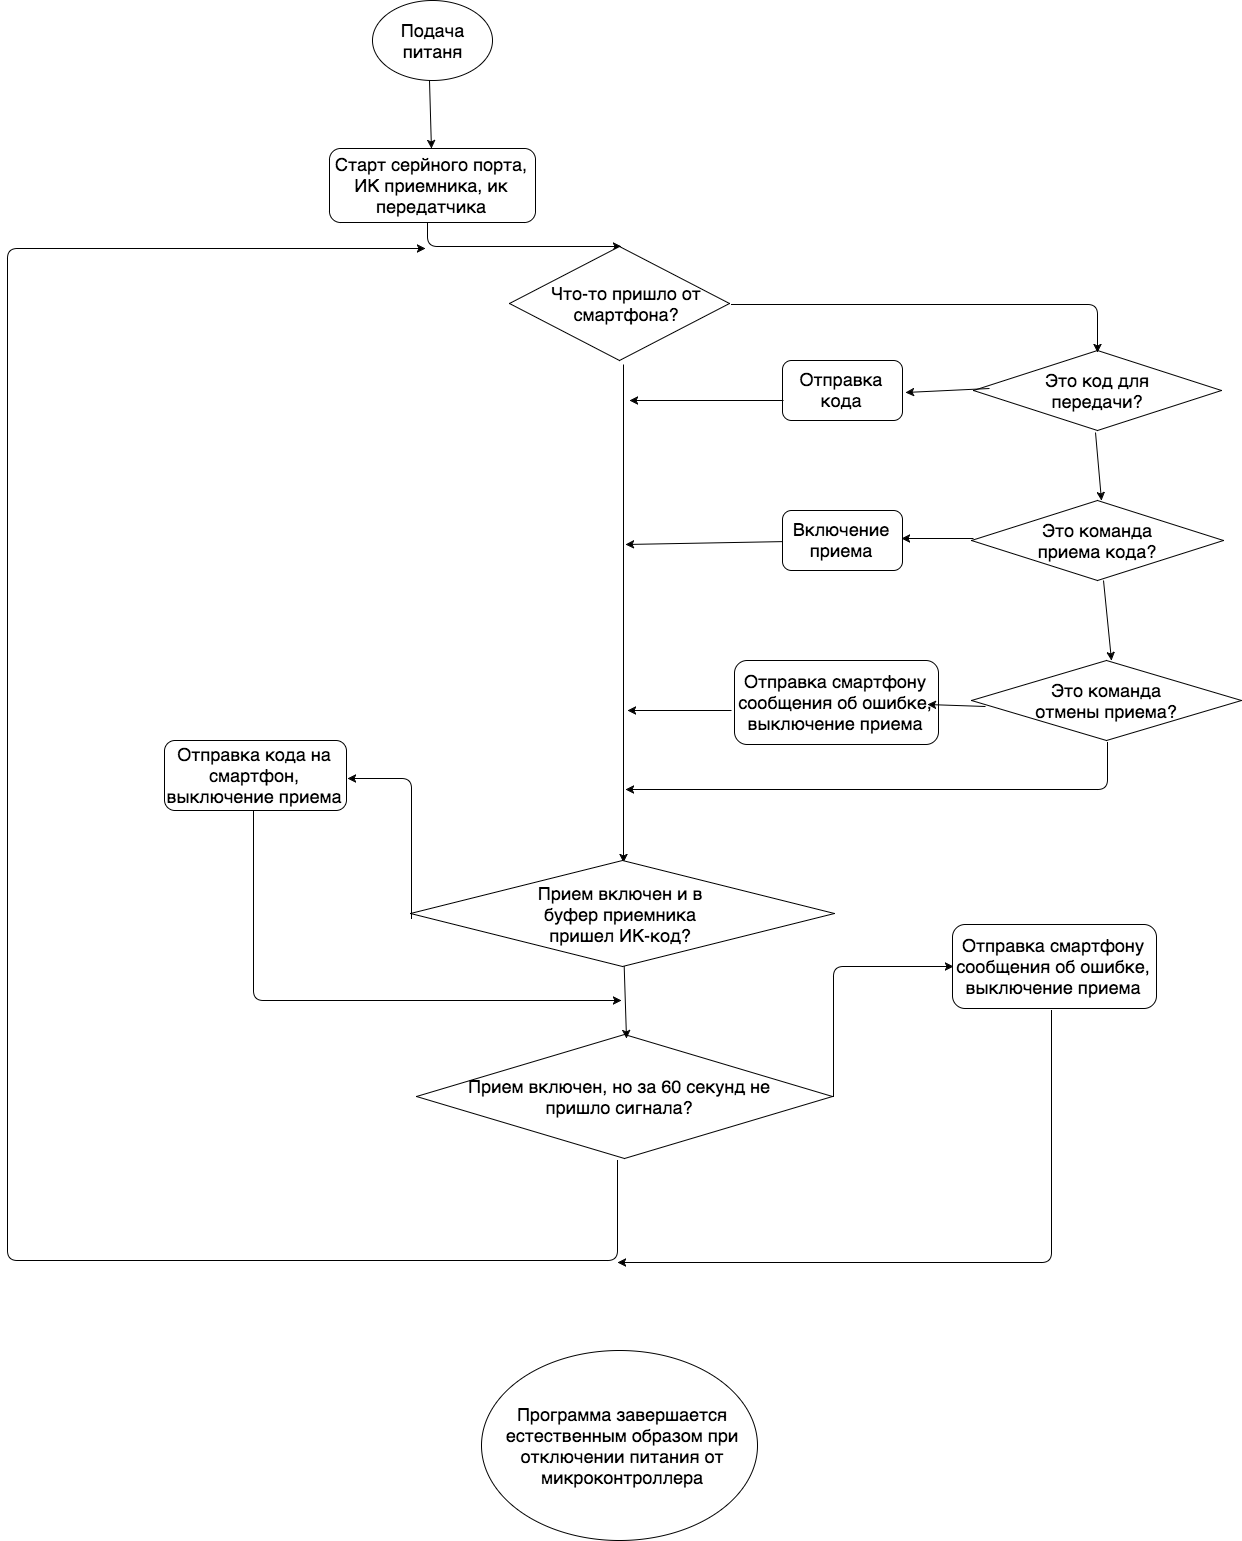 Подача
питаня
Старт серйного порта,
ИК приемника, ик
передатчика
Что-то пришло от
смартфона?
Это код для
передачи?
Отправка
кода
Это команда
приема кода?
Включение
приема
Это команда
отмены приема?
Отправка смартфону
сообщения об ошибке,
выключение приема
Отправка кода на
смартфон,
выключение приема
Прием включен и в
буфер приемника
пришел ИК-код?
Отправка смартфону
сообщения об ошибке,
выключение приема
Прием включен, но за 60 секунд не
пришло сигнала?
Программа завершается
естественным образом при
отключении питания от
микроконтроллера